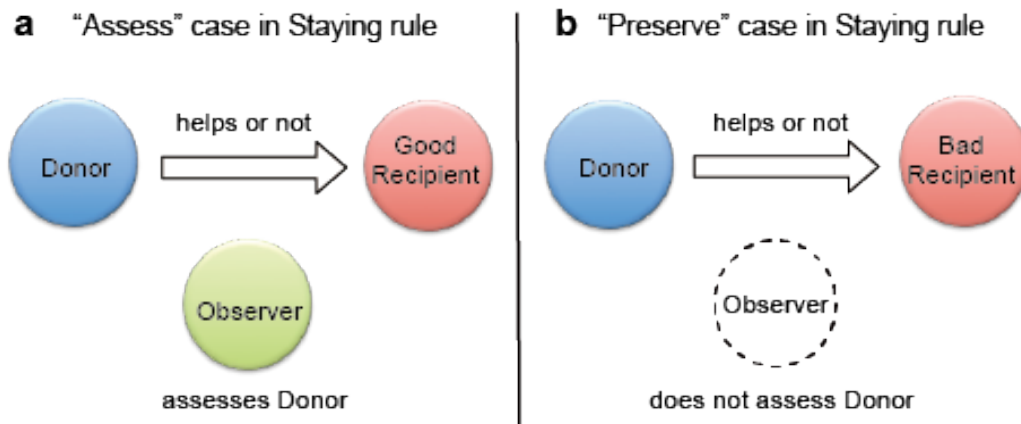 a "Assess" case in Staying rule
helps or not
Donor
Good
Recipient
Observer
assesses Donor
b "Preserve" case in Staying rule
helps or not
Donor
Bad
Recipient
Observer
does not assess Donor